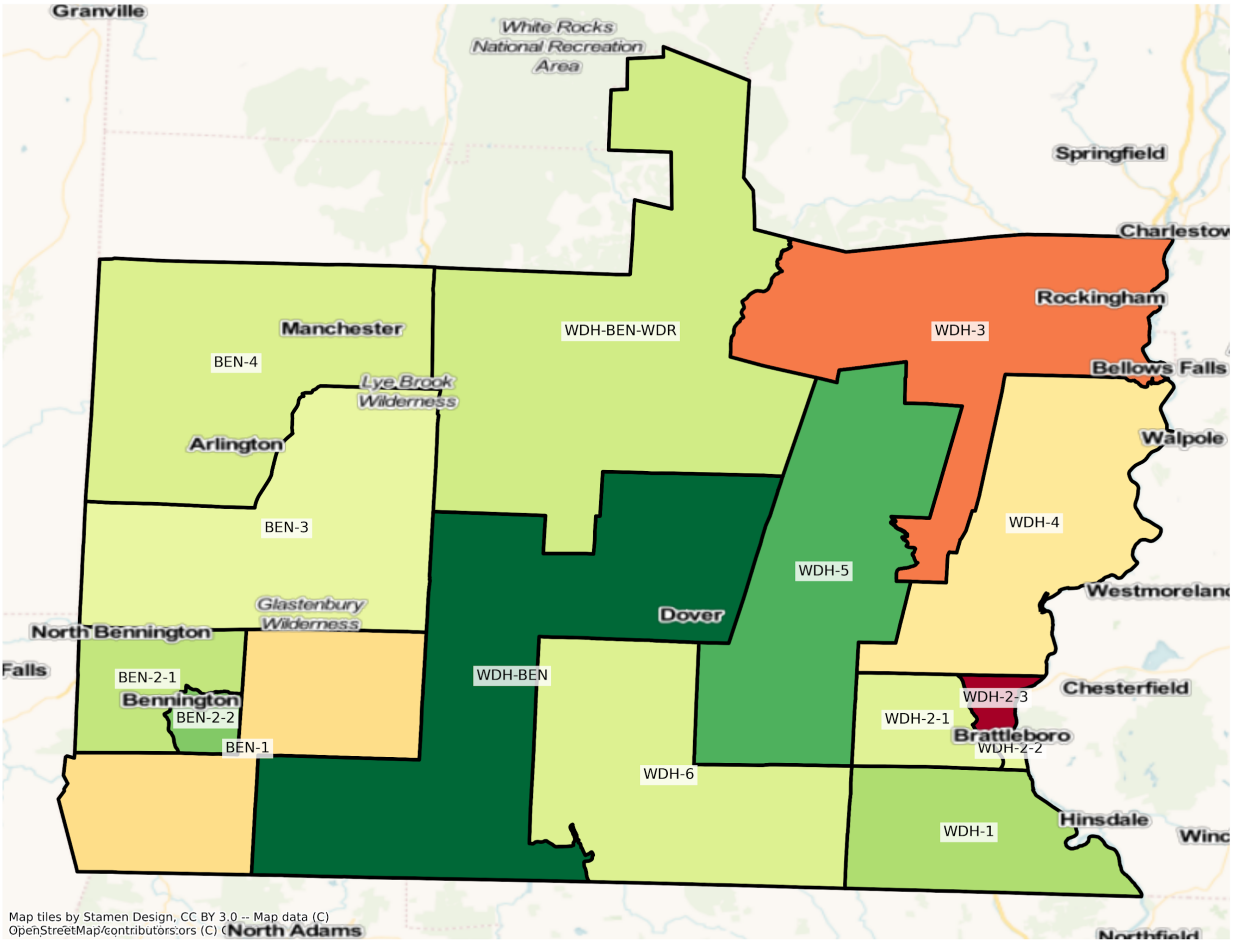 Granville
White Rocks
National Recreation
Area
Springfield
Charlestow
Rockingham
Manchester
WDH-BEN-WDR
WDH-3
BEN-4
Bellows Falls
Lye Brook
Wilderness
Arlington
Walpole
BEN-3
WDH-4
WDH-5
Westmoreland
Glastenbury
Wilderness
Dover
North Bennington
Falls
BEN-2-1
WDH-BEN
Chesterfield
WDH-2-3
Bennington
BEN-2-2
WDH-2-1
Brattleboro
BEN-1
WDH-2-2
WDH-6
Hinsdale
WDH-1
Winc
Map tiles by Stamen Design, CC BY 3.0 -- Map data (C)
OpenStreetMap contributors
North Adams
Northfield